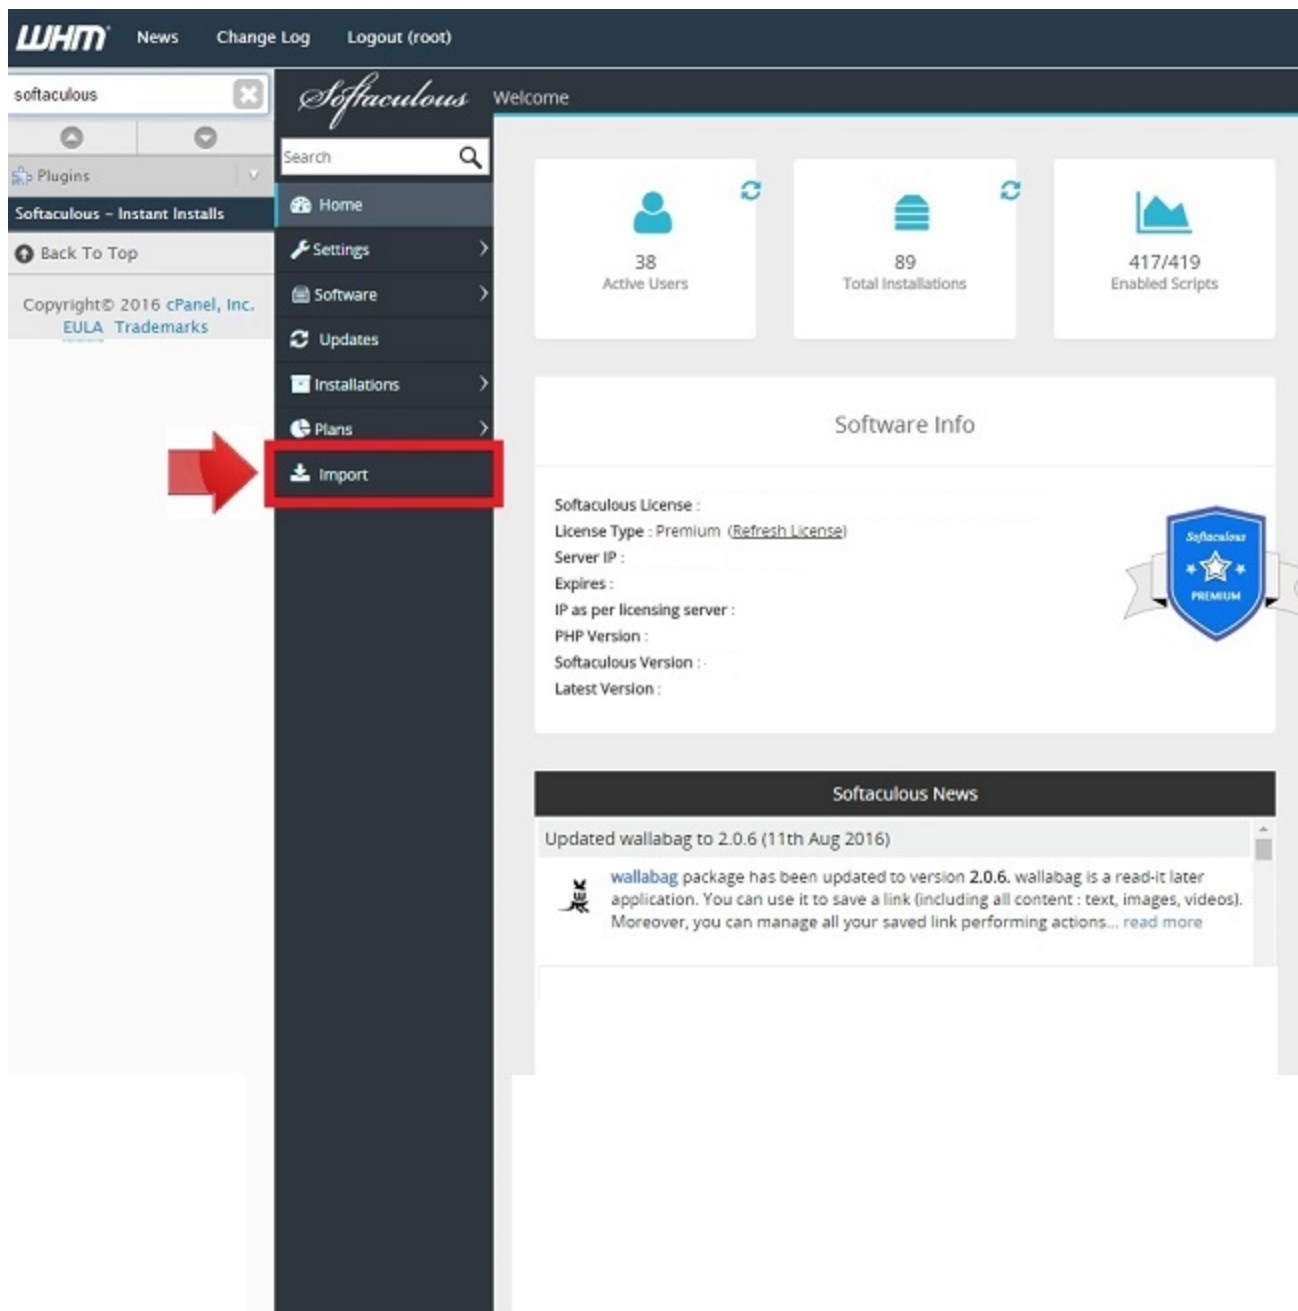 WHM News Change Log Logout (root)
softaculous
Plugins
Softaculous – Instant Installs
Back To Top
Copyright© 2016 cPanel, Inc.
EULA Trademarks
Softaculous
Search
Home
Settings
Software
Updates
Installations
Plans
Import
Welcome
38
Active Users
89
Total Installations
417/419
Enabled Scripts
Software Info
Softaculous License :
License Type : Premium (Refresh License)
Server IP :
Expires :
IP as per licensing server :
PHP Version :
Softaculous Version :
Latest Version :
Softaculous
PREMIUM
Softaculous News
Updated wallabag to 2.0.6 (11th Aug 2016)
wallabag package has been updated to version 2.0.6. wallabag is a read-it later
application. You can use it to save a link (including all content : text, images, videos).
Moreover, you can manage all your saved link performing actions... read more